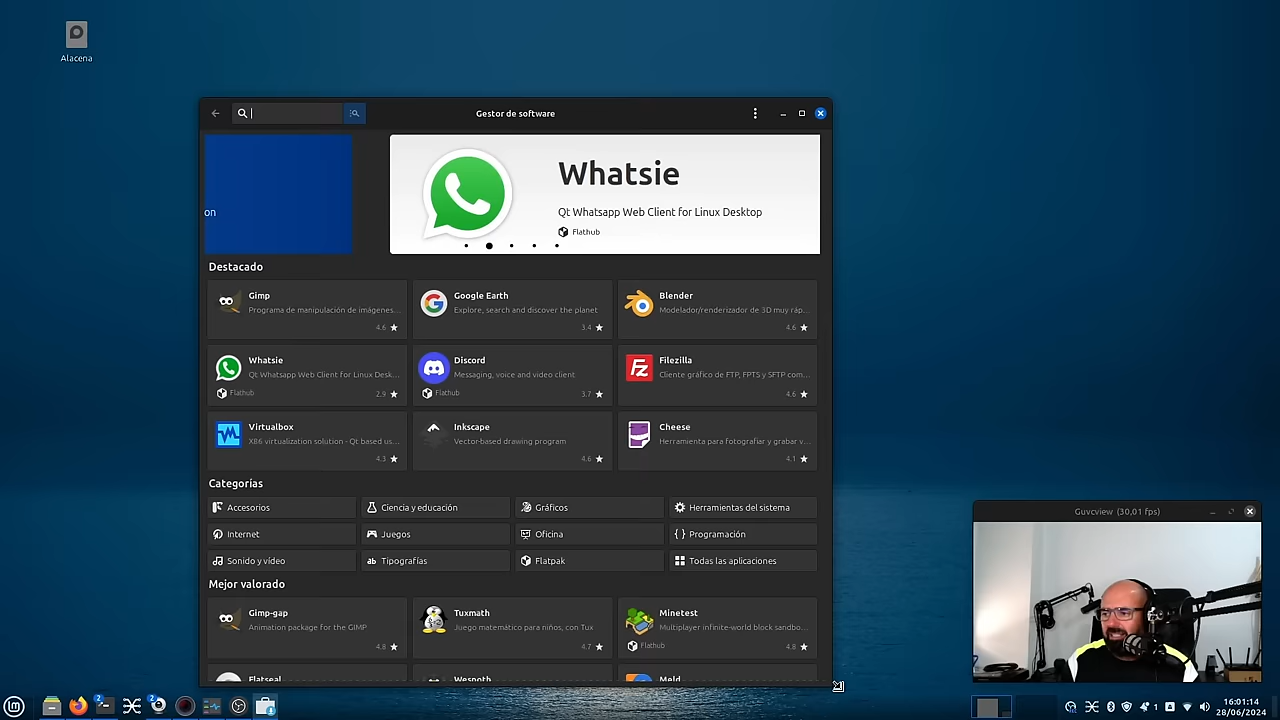 Alacena
Gestor de software
on
Whatsie
Qt Whatsapp Web Client for Linux Desktop
Flathub
Destacado
Gimp
Programa de manipulación de imágenes...
4.6
Google Earth
Explore, search and discover the planet
3.4
Blender
Modelador/renderizador de 3D muy ráp...
4.6
Whatsie
Qt Whatsapp Web Client for Linux Desk...
Flathub
2.9
Discord
Messaging, voice and video client
Flathub
3.7
Filezilla
Cliente gráfico de FTP, FPTS y SFTP com...
4.6
Virtualbox
X86 virtualization solution - Qt based us...
4.3
Inkscape
Vector-based drawing program
4.6
Cheese
Herramienta para fotografiar y grabar v...
4.1
Categorías
Accesorios
Ciencia y educación
Gráficos
Herramientas del sistema
Internet
Juegos
Oficina
Programación
Sonido y vídeo
Tipografías
Flatpak
Todas las aplicaciones
Mejor valorado
Gimp-gap
Animation package for the GIMP
4.8
Tuxmath
Juego matemático para niños, con Tux
4.7
Minetest
Multiplayer infinite-world block sandbo...
Flathub
4.8
Wesnoth
Meld
Guvcview (30,01 fps)
2
2
1
16:01:14
28/06/2024